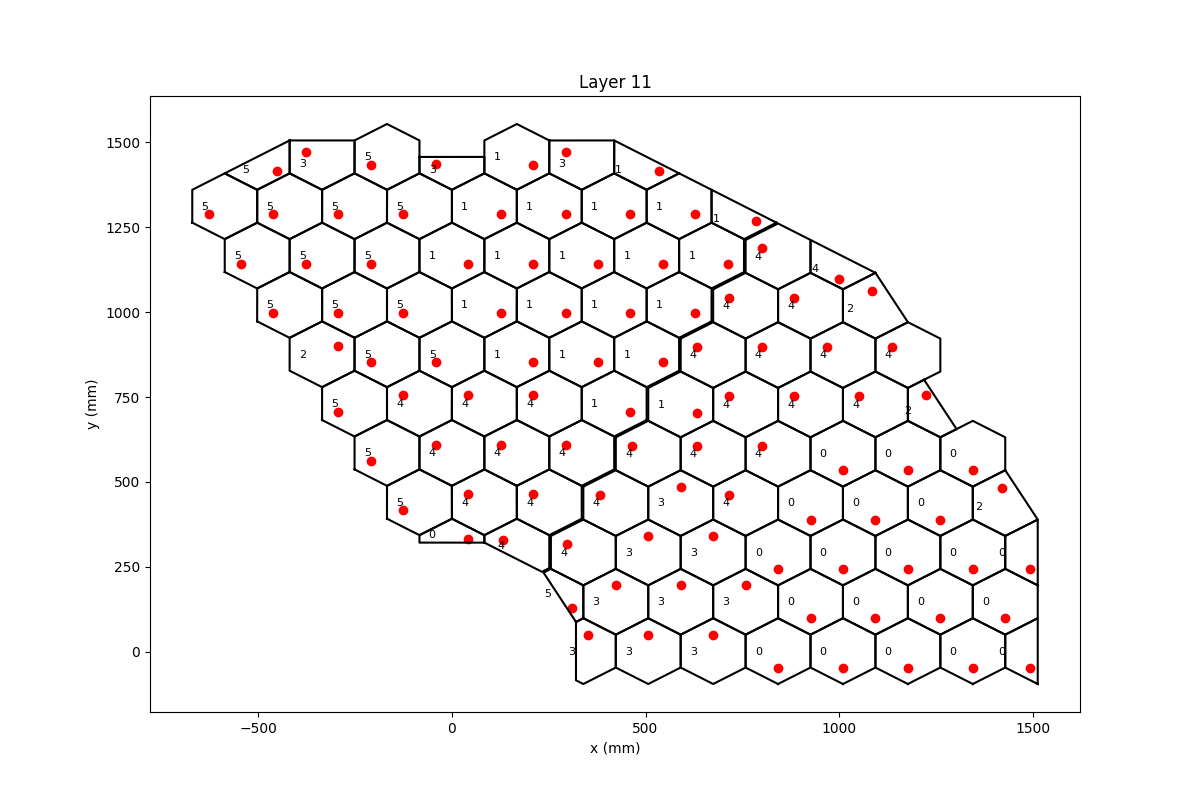 Layer 11
1500
1250
1000
750
500
250
0
y (mm)
5 3 5 3 1 3 1
5 5 5 5 1 1 1 1 1
5 5 5 1 1 1 1 1 4 4
5 5 5 1 1 1 1 4 4 2
2 5 5 1 1 1 4 4 4 4
5 4 4 4 1 1 4 4 4 2
5 4 4 4 4 4 4 0 0 0
5 4 4 4 3 4 0 0 0 2
0 4 4 3 3 0 0 0 0 0
5 3 3 3 0 0 0 0
3 3 3 0 0 0 0 0
−500 0 500 1000 1500
x (mm)